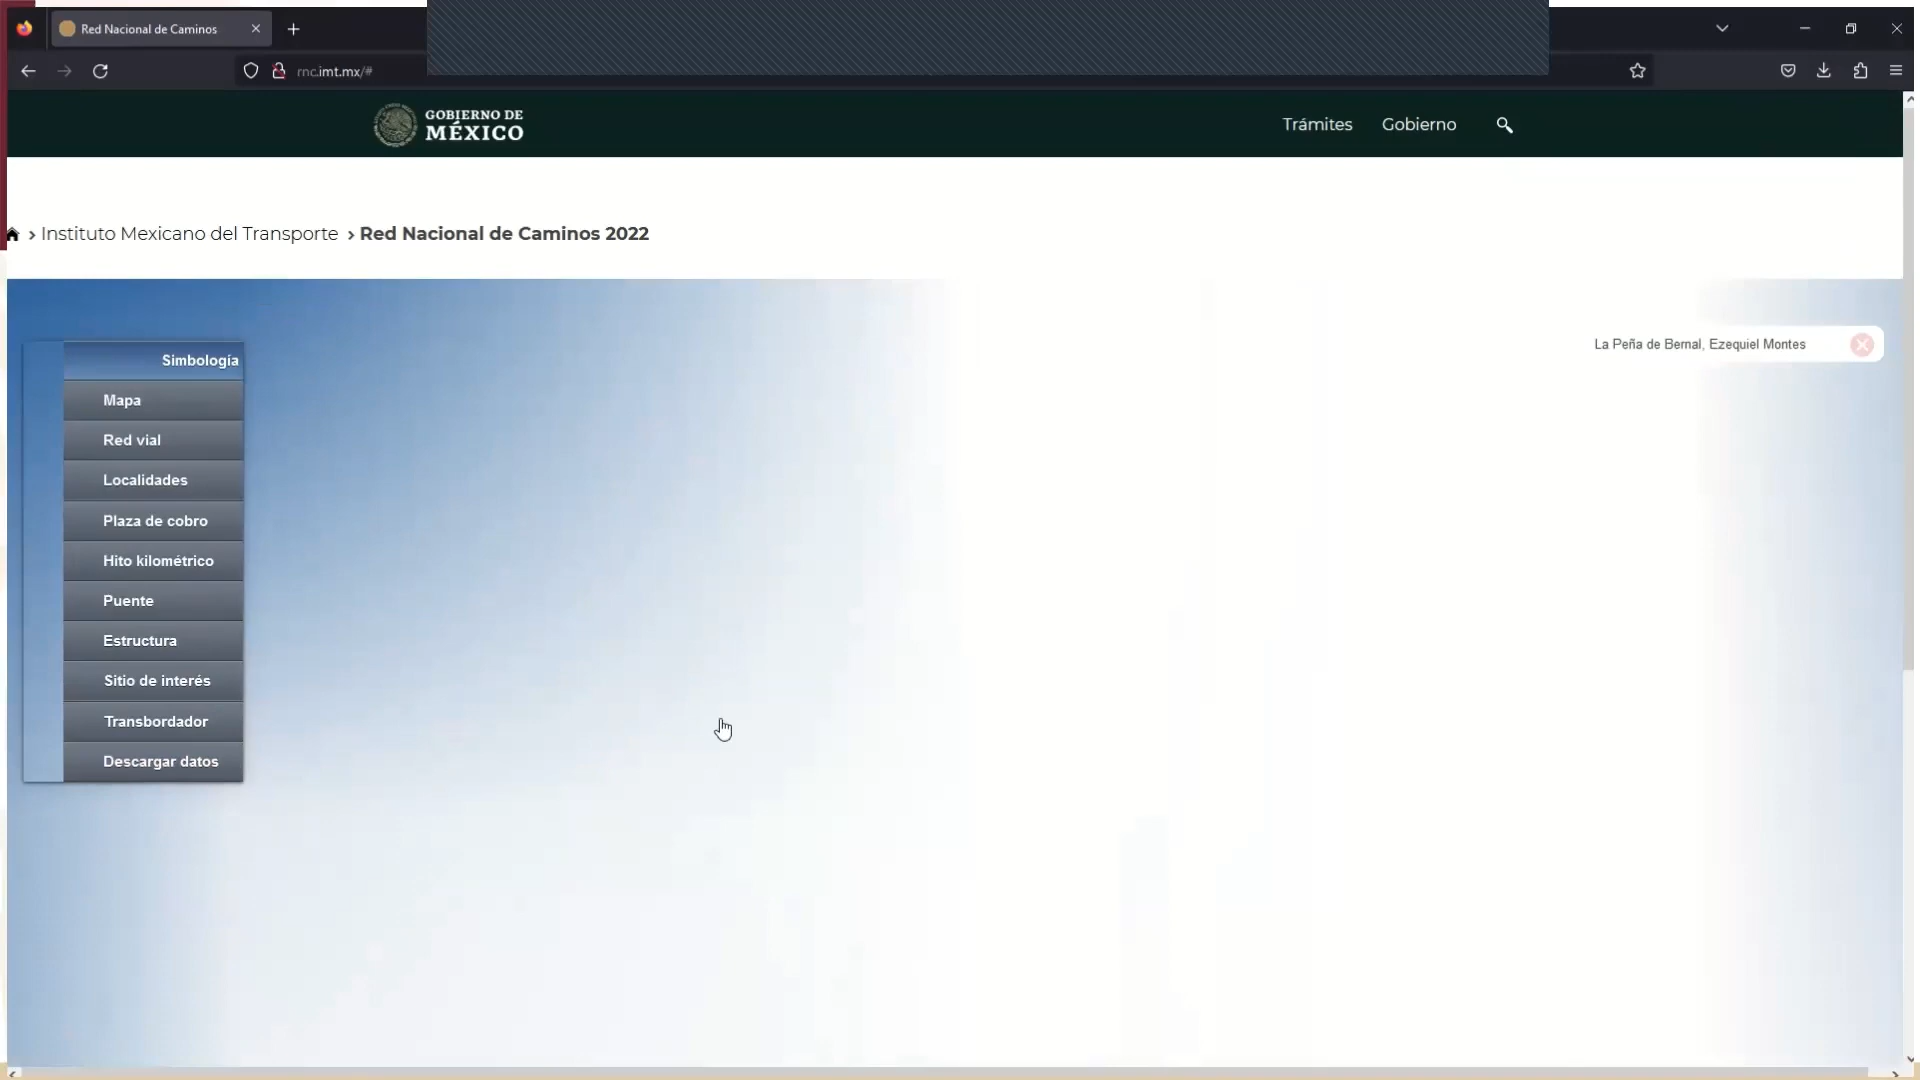 Red Nacional de Caminos
rnc.imt.mx/#
GOBIERNO DE
MÉXICO
Trámites
Gobierno
› Instituto Mexicano del Transporte › Red Nacional de Caminos 2022
La Peña de Bernal, Ezequiel Montes
Simbología
Mapa
Red vial
Localidades
Plaza de cobro
Hito kilométrico
Puente
Estructura
Sitio de interés
Transbordador
Descargar datos